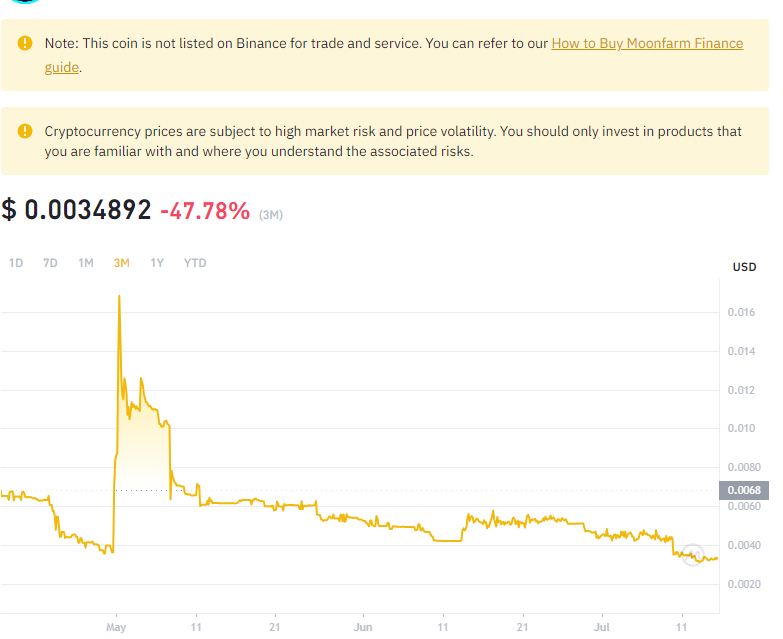 Note: This coin is not listed on Binance for trade and service. You can refer to our How to Buy Moonfarm Finance
guide.
Cryptocurrency prices are subject to high market risk and price volatility. You should only invest in products that
you are familiar with and where you understand the associated risks.
$ 0.0034892 -47.78% (3M)
1D 7D 1M 3M 1Y YTD
USD
0.016
0.014
0.012
0.010
0.0080
0.0068
0.0060
0.0040
0.0020
May 11 21 Jun 11 21 Jul 11